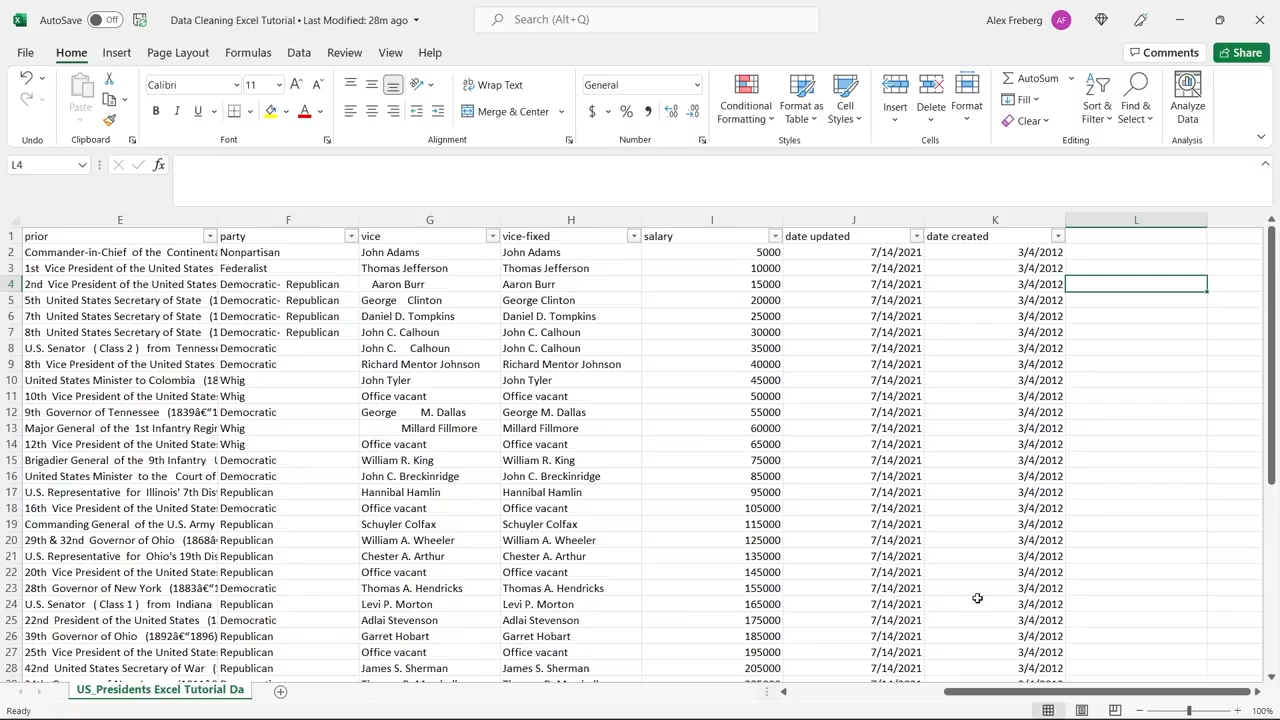 AutoSave Off Data Cleaning Excel Tutorial • Last Modified: 28m ago Search (Alt+Q) Alex Freberg AF
File Home Insert Page Layout Formulas Data Review View Help Comments Share
Calibri 11 Wrap Text General AutoSum
Paste Merge & Center Conditional Formatting Format as Table Cell Styles Insert Delete Format Fill Clear Sort & Filter Find & Select Analyze Data
Undo Clipboard Font Alignment Number Styles Cells Editing Analysis
L4
E F G H I J K L
1 prior party vice vice-fixed salary date updated date created
2 Commander-in-Chief of the Continenta Nonpartisan John Adams John Adams 5000 7/14/2021 3/4/2012
3 1st Vice President of the United States Federalist Thomas Jefferson Thomas Jefferson 10000 7/14/2021 3/4/2012
4 2nd Vice President of the United States Democratic- Republican Aaron Burr Aaron Burr 15000 7/14/2021 3/4/2012
5 5th United States Secretary of State (1 Democratic- Republican George Clinton George Clinton 20000 7/14/2021 3/4/2012
6 7th United States Secretary of State (1 Democratic- Republican Daniel D. Tompkins Daniel D. Tompkins 25000 7/14/2021 3/4/2012
7 8th United States Secretary of State (1 Democratic- Republican John C. Calhoun John C. Calhoun 30000 7/14/2021 3/4/2012
8 U.S. Senator ( Class 2 ) from Tennesse Democratic John C. Calhoun John C. Calhoun 35000 7/14/2021 3/4/2012
9 8th Vice President of the United States Democratic Richard Mentor Johnson Richard Mentor Johnson 40000 7/14/2021 3/4/2012
10 United States Minister to Colombia (18 Whig John Tyler John Tyler 45000 7/14/2021 3/4/2012
11 10th Vice President of the United State Whig Office vacant Office vacant 50000 7/14/2021 3/4/2012
12 9th Governor of Tennessee (1839â€“1 Democratic George M. Dallas George M. Dallas 55000 7/14/2021 3/4/2012
13 Major General of the 1st Infantry Regi Whig Millard Fillmore Millard Fillmore 60000 7/14/2021 3/4/2012
14 12th Vice President of the United State Whig Office vacant Office vacant 65000 7/14/2021 3/4/2012
15 Brigadier General of the 9th Infantry Democratic William R. King William R. King 75000 7/14/2021 3/4/2012
16 United States Minister to the Court of Democratic John C. Breckinridge John C. Breckinridge 85000 7/14/2021 3/4/2012
17 U.S. Representative for Illinois' 7th Dis Republican Hannibal Hamlin Hannibal Hamlin 95000 7/14/2021 3/4/2012
18 16th Vice President of the United State Republican Office vacant Office vacant 105000 7/14/2021 3/4/2012
19 Commanding General of the U.S. Army Republican Schuyler Colfax Schuyler Colfax 115000 7/14/2021 3/4/2012
20 29th & 32nd Governor of Ohio (1868â Republican William A. Wheeler William A. Wheeler 125000 7/14/2021 3/4/2012
21 U.S. Representative for Ohio's 19th Dis Republican Chester A. Arthur Chester A. Arthur 135000 7/14/2021 3/4/2012
22 20th Vice President of the United State Republican Office vacant Office vacant 145000 7/14/2021 3/4/2012
23 28th Governor of New York (1883â€“1 Democratic Thomas A. Hendricks Thomas A. Hendricks 155000 7/14/2021 3/4/2012
24 U.S. Senator ( Class 1 ) from Indiana Republican Levi P. Morton Levi P. Morton 165000 7/14/2021 3/4/2012
25 22nd President of the United States (1 Democratic Adlai Stevenson Adlai Stevenson 175000 7/14/2021 3/4/2012
26 39th Governor of Ohio (1892â€“1896) Republican Garret Hobart Garret Hobart 185000 7/14/2021 3/4/2012
27 25th Vice President of the United State Republican Office vacant Office vacant 195000 7/14/2021 3/4/2012
28 42nd United States Secretary of War ( Republican James S. Sherman James S. Sherman 205000 7/14/2021 3/4/2012
US_Presidents Excel Tutorial Da
Ready 100%